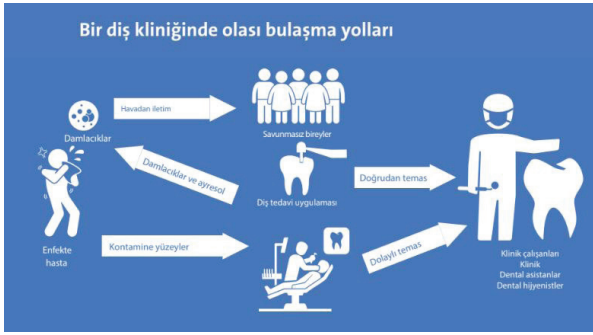 Bir diş kliniğinde olası bulaşma yolları
Havadan iletim
Damlacıklar
Savunmasız bireyler
Damlacıklar ve ayresol
Doğrudan temas
Diş tedavi uygulaması
Enfekte
hasta
Kontamine yüzeyler
Dolaylı temas
Klinik çalışanları
Klinik
Dental asistanlar
Dental hijyenistler